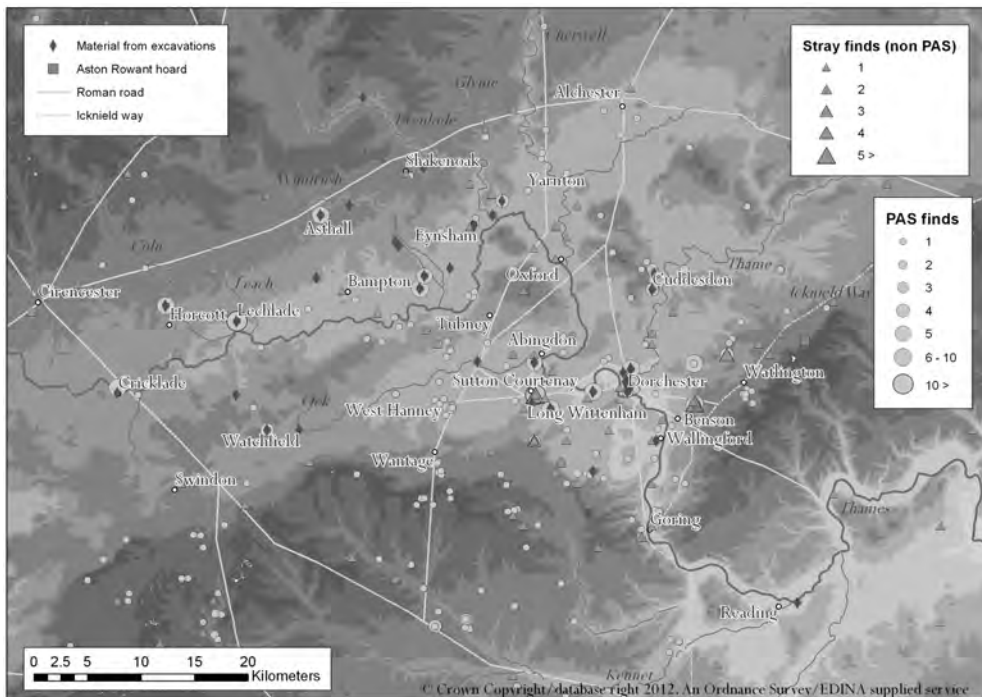 Material from excavations
Aston Rowant hoard
Roman road
Icknield way
Stray finds (non PAS)
1
2
3
4
5 >
PAS finds
1
2
3
4
5
6 - 10
10 >
Cherwell
Glyme
Alchester
Evenlode
Shakenoak
Windrush
Yarnton
Asthall
Eynsham
Coln
Oxford
Cuddesdon
Thame
Leach
Bampton
Icknield Way
Cirencester
Horcott
Lechlade
Tubney
Abingdon
Cricklade
Sutton Courtenay
Dorchester
Watlington
West Hanney
Long Wittenham
Benson
Ock
Watchfield
Wallingford
Wantage
Swindon
Goring
Thames
Reading
Kennet
0 2.5 5 10 15 20
Kilometers
© Crown Copyright/database right 2012. An Ordnance Survey/EDINA supplied service